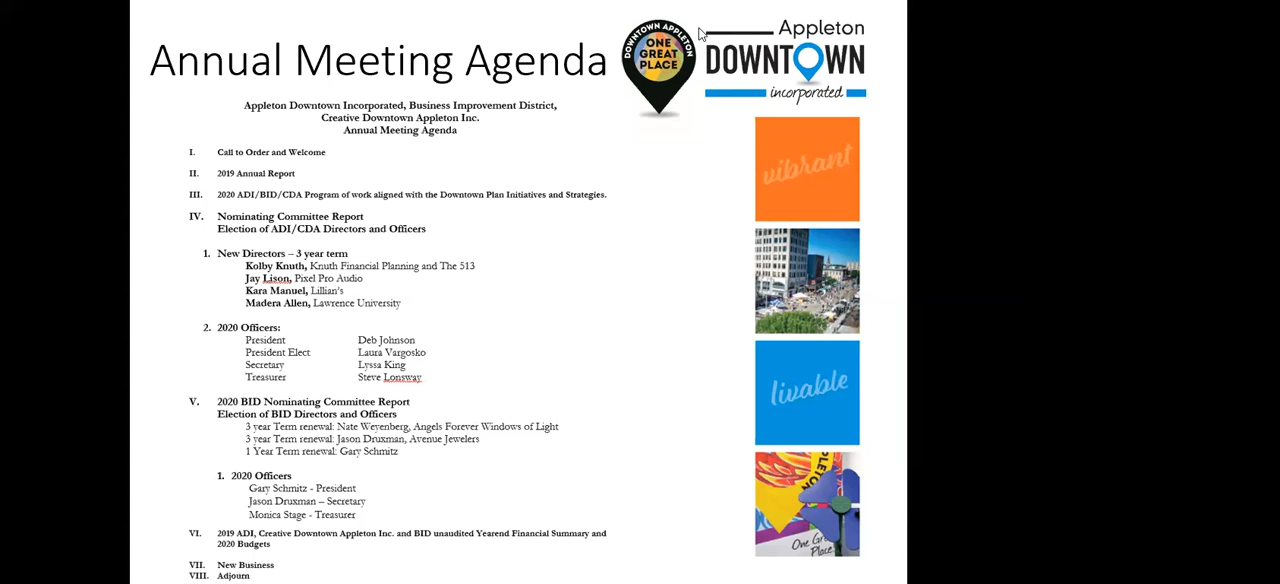 Annual Meeting Agenda
DOWNTOWN APPLETON
ONE
GREAT
PLACE
Appleton
DOWNTOWN
incorporated
Appleton Downtown Incorporated, Business Improvement District,
Creative Downtown Appleton Inc.
Annual Meeting Agenda
I. Call to Order and Welcome
II. 2019 Annual Report
III. 2020 ADI/BID/CDA Program of work aligned with the Downtown Plan Initiatives and Strategies.
IV. Nominating Committee Report
Election of ADI/CDA Directors and Officers
1. New Directors – 3 year term
Kolby Knuth, Knuth Financial Planning and The 513
Jay Lison, Pixel Pro Audio
Kara Manuel, Lillian's
Madera Allen, Lawrence University
2. 2020 Officers:
President Deb Johnson
President Elect Laura Vargosko
Secretary Lyssa King
Treasurer Steve Lonsway
V. 2020 BID Nominating Committee Report
Election of BID Directors and Officers
3 year Term renewal: Nate Weyenberg, Angels Forever Windows of Light
3 year Term renewal: Jason Druxman, Avenue Jewelers
1 Year Term renewal: Gary Schmitz
1. 2020 Officers
Gary Schmitz - President
Jason Druxman – Secretary
Monica Stage - Treasurer
VI. 2019 ADI, Creative Downtown Appleton Inc. and BID unaudited Yearend Financial Summary and
2020 Budgets
VII. New Business
VIII. Adjourn
vibrant
livable
One Gr
Place